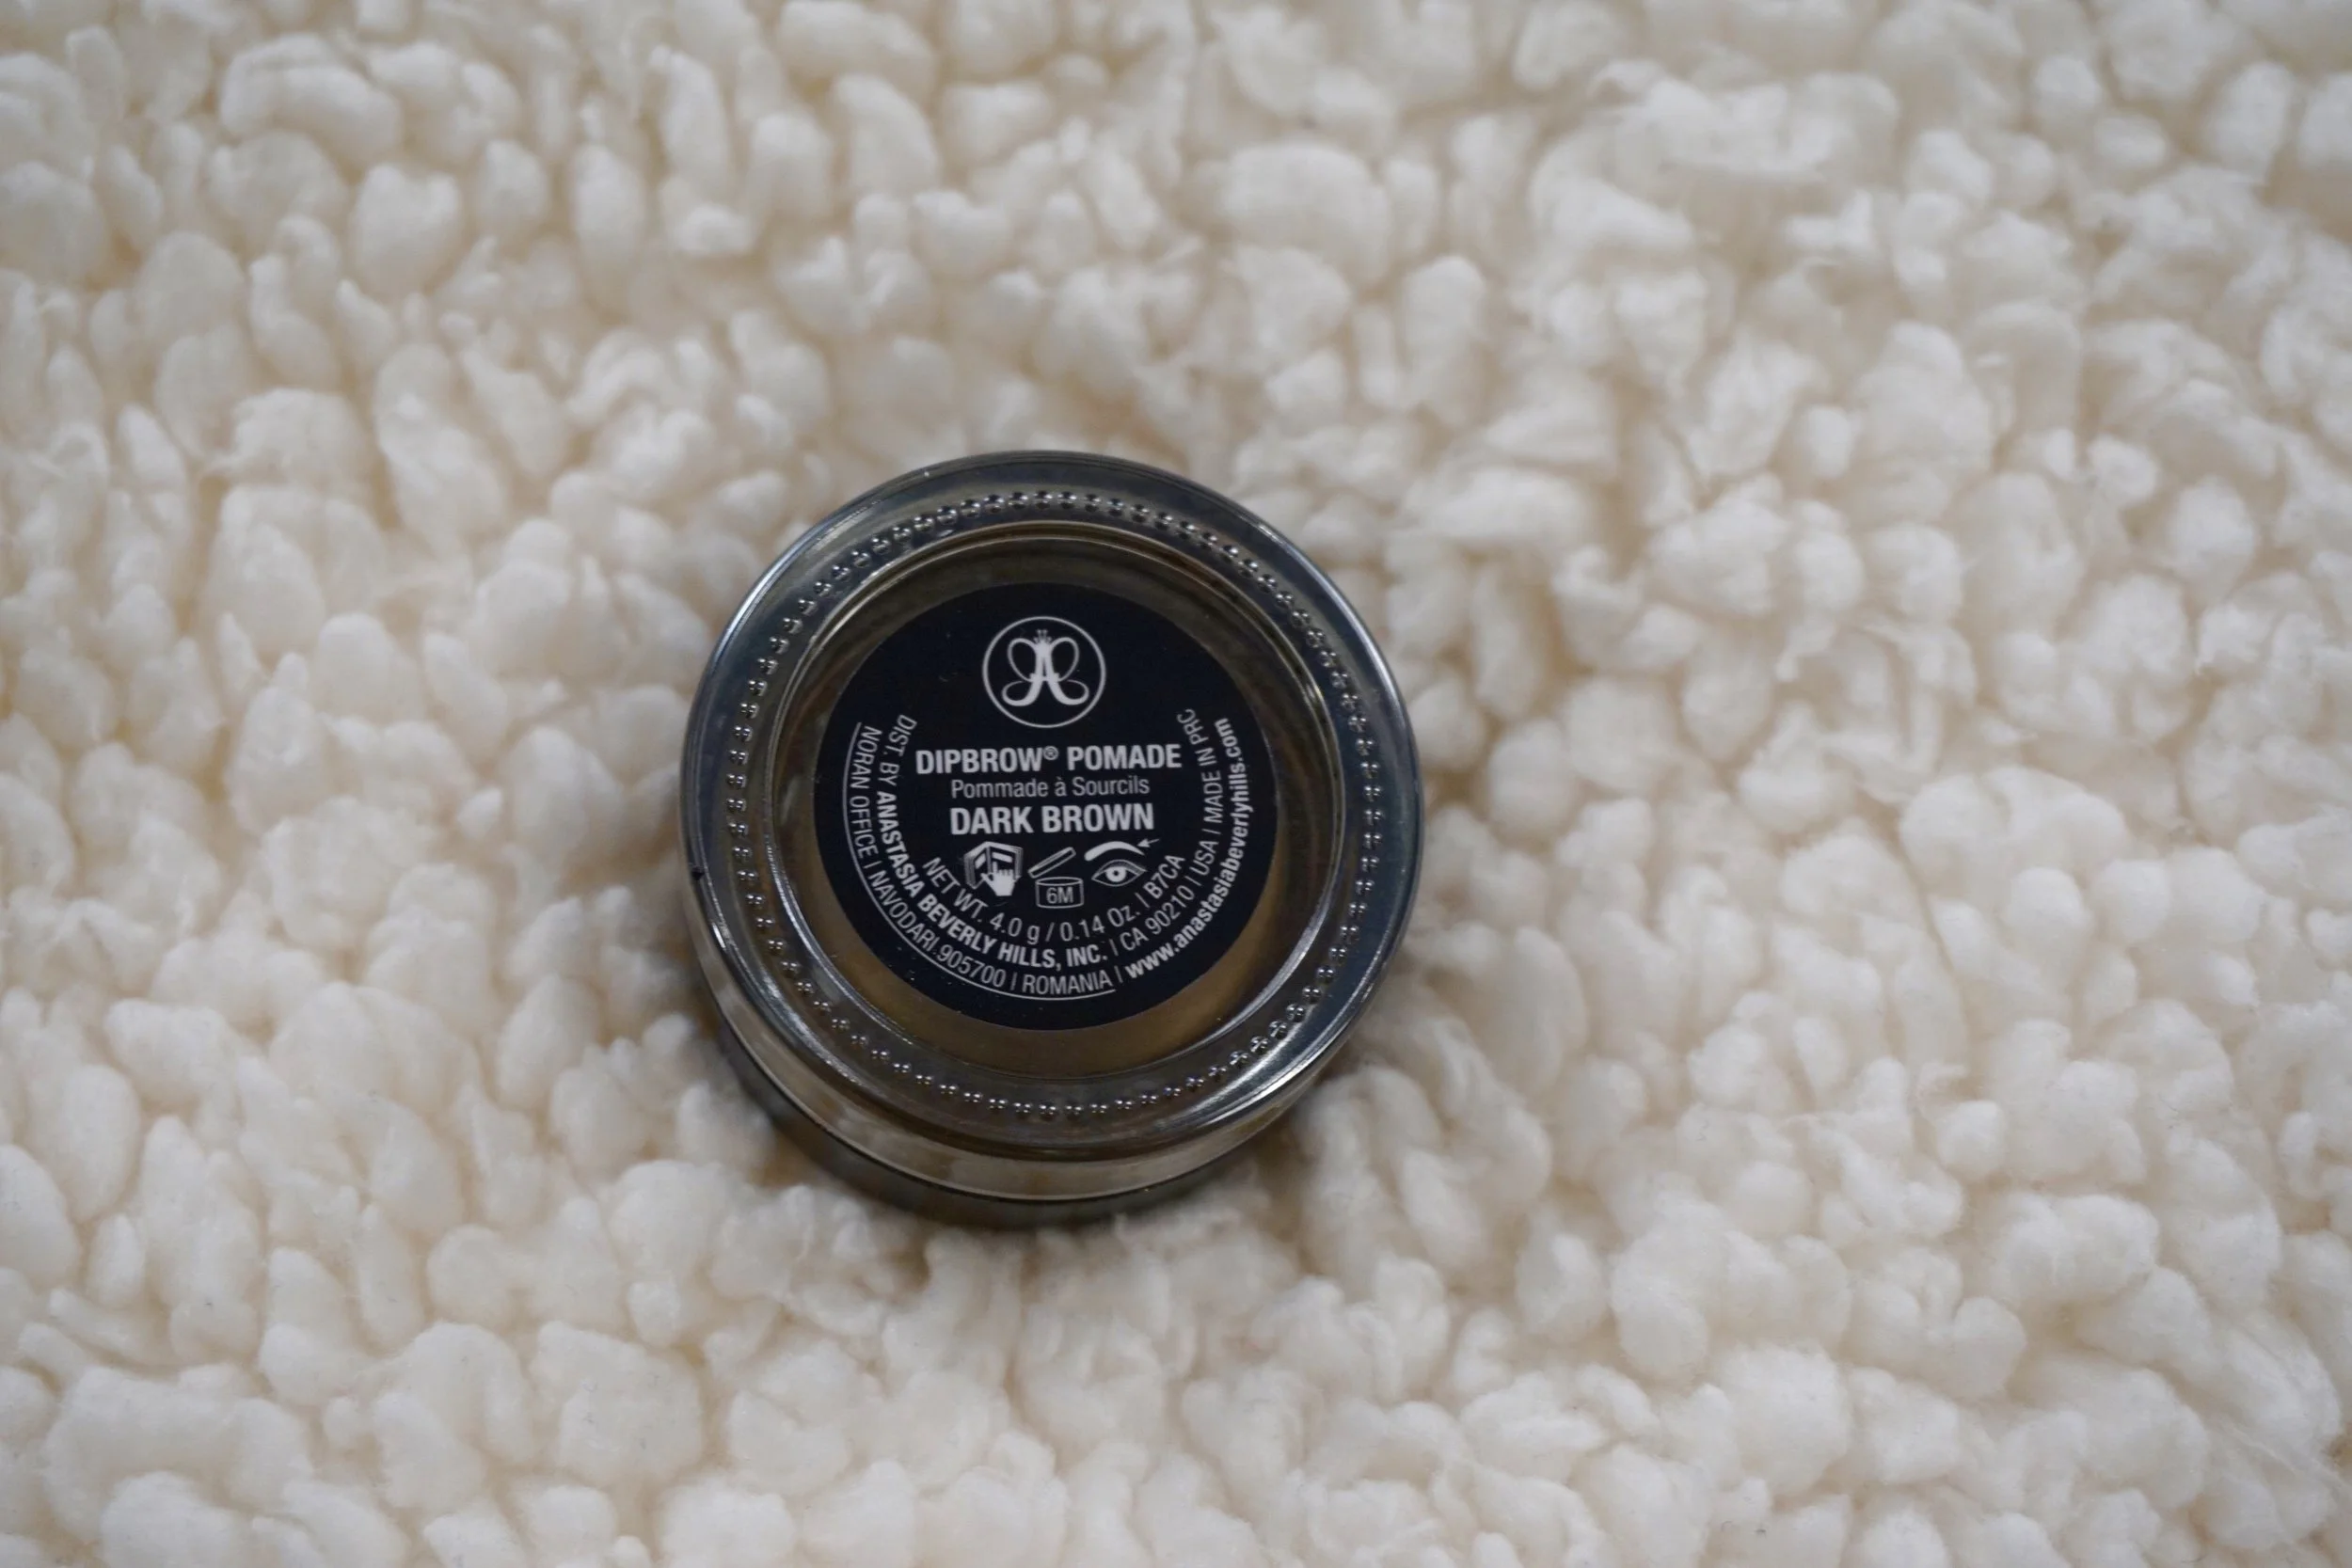 DIPBROW® POMADE
Pommade à Sourcils
DARK BROWN
6M
NET WT. 4.0 g / 0.14 Oz. | B7CA
DIST. BY ANASTASIA BEVERLY HILLS, INC. | CA 90210 | USA | MADE IN PRC
NORAN OFFICE | NAVODARI.905700 | ROMANIA | www.anastasiabeverlyhills.com